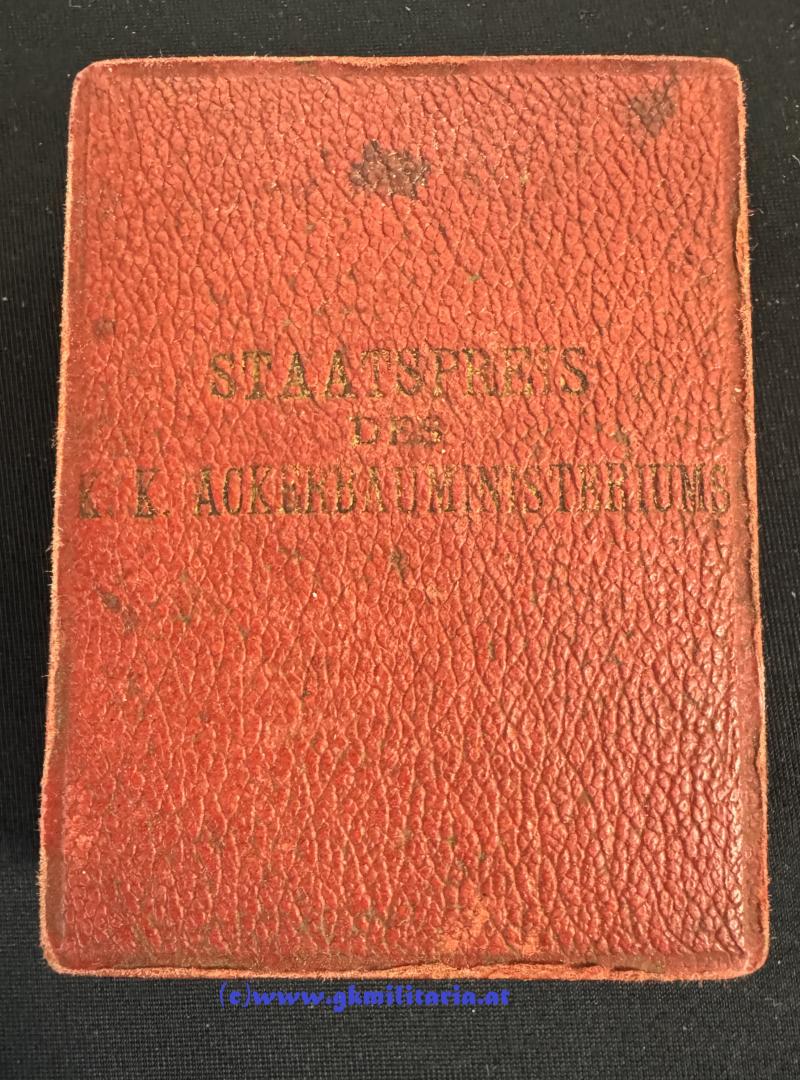 STAATSPREIS
DES
K. K. ACKERBAUMINISTERIUMS
(c)www.gkmilitaria.at